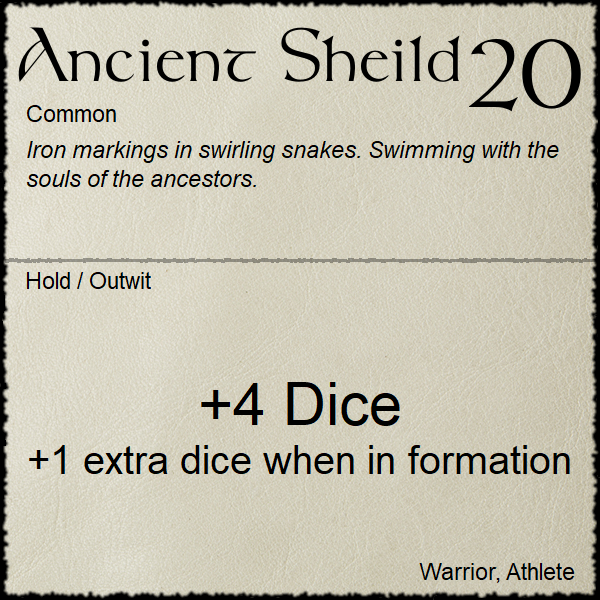 Ancient Sheild 20
Common
Iron markings in swirling snakes. Swimming with the
souls of the ancestors.
Hold / Outwit
+4 Dice
+1 extra dice when in formation
Warrior, Athlete